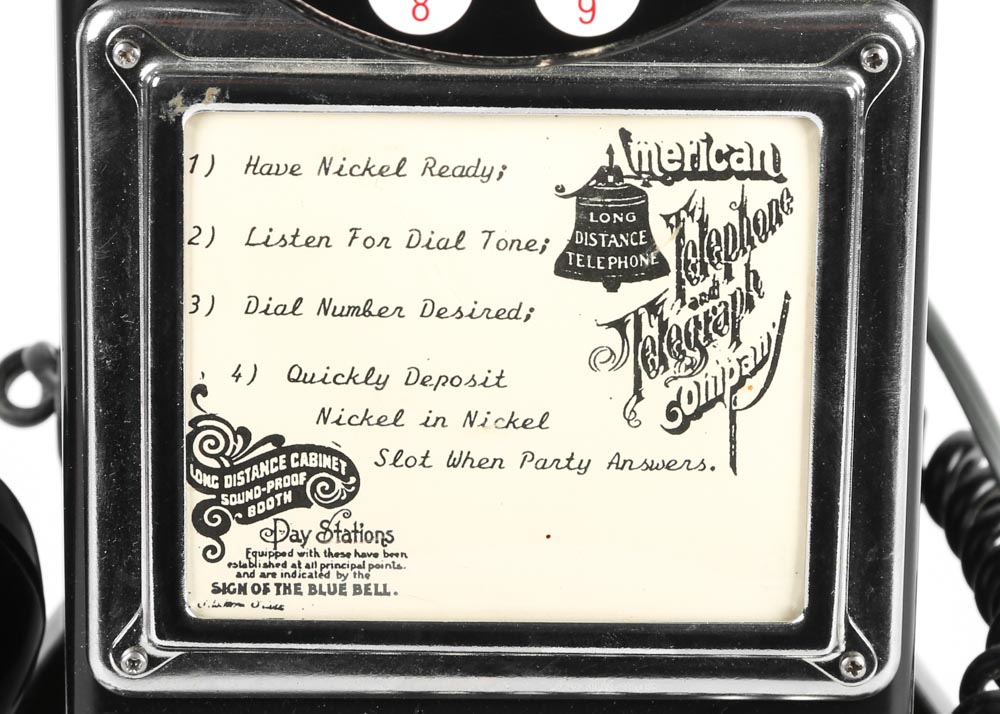 8 9
1) Have Nickel Ready;
2) Listen For Dial Tone;
3) Dial Number Desired;
4) Quickly Deposit
Nickel in Nickel
Slot When Party Answers.
American
Telephone
and
Telegraph
Company
LONG
DISTANCE
TELEPHONE
LONG DISTANCE CABINET
SOUND-PROOF
BOOTH
Pay Stations
Equipped with these have been
established at all principal points.
and are indicated by the
SIGN OF THE BLUE BELL.